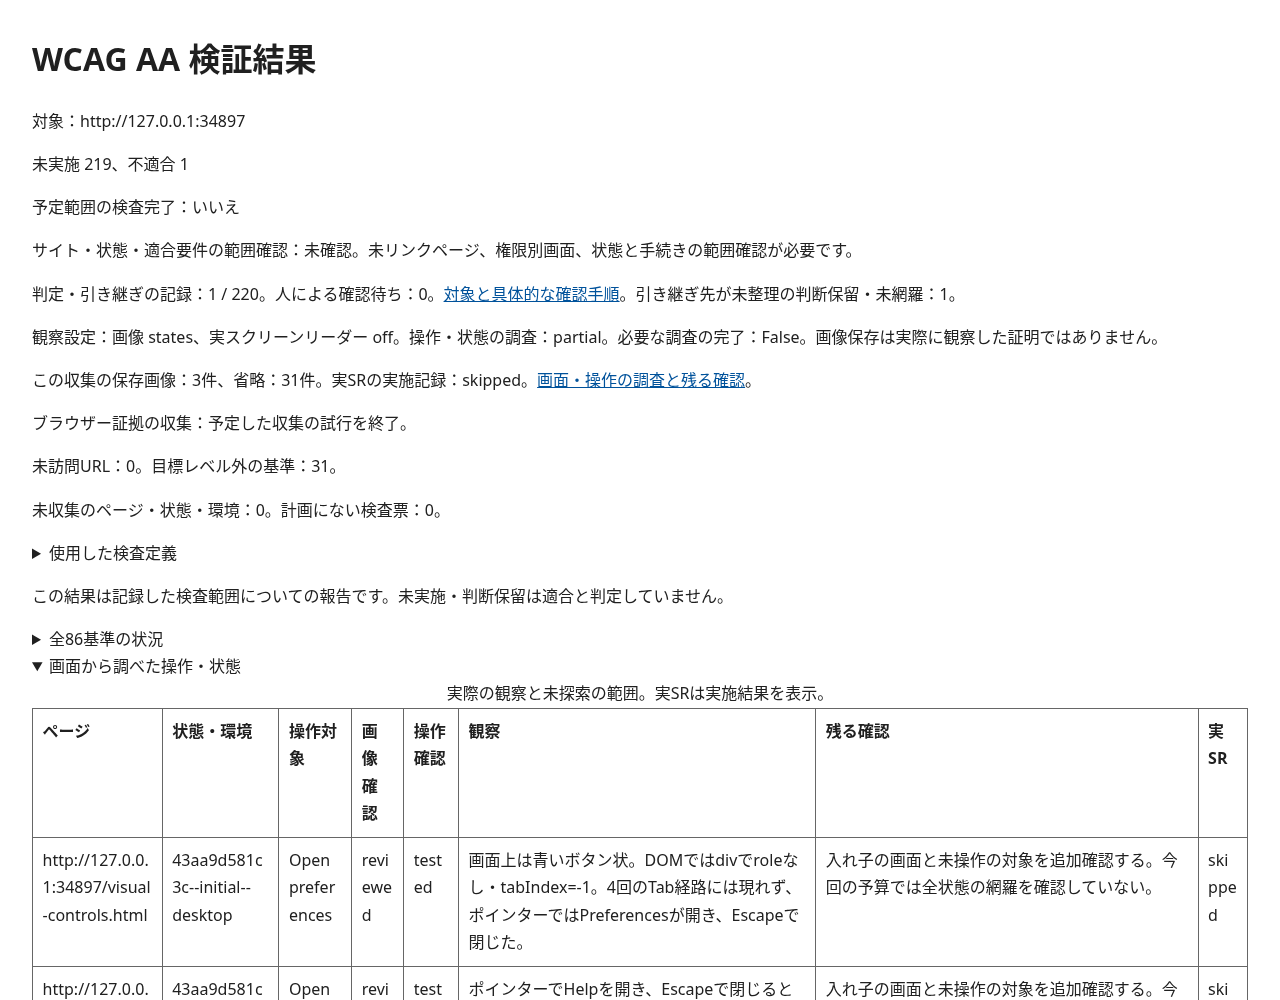 WCAG AA 検証結果
対象：http://127.0.0.1:34897
未実施 219、不適合 1
予定範囲の検査完了：いいえ
サイト・状態・適合要件の範囲確認：未確認。未リンクページ、権限別画面、状態と手続きの範囲確認が必要です。
判定・引き継ぎの記録：1 / 220。人による確認待ち：0。対象と具体的な確認手順。引き継ぎ先が未整理の判断保留・未網羅：1。
観察設定：画像 states、実スクリーンリーダー off。操作・状態の調査：partial。必要な調査の完了：False。画像保存は実際に観察した証明ではありません。
この収集の保存画像：3件、省略：31件。実SRの実施記録：skipped。画面・操作の調査と残る確認。
ブラウザー証拠の収集：予定した収集の試行を終了。
未訪問URL：0。目標レベル外の基準：31。
未収集のページ・状態・環境：0。計画にない検査票：0。
▶ 使用した検査定義
この結果は記録した検査範囲についての報告です。未実施・判断保留は適合と判定していません。
▶ 全86基準の状況
▼ 画面から調べた操作・状態
実際の観察と未探索の範囲。実SRは実施結果を表示。
ページ
状態・環境
操作対
象
画
像
確
認
操作
確認
観察
残る確認
実
SR
http://127.0.0.
1:34897/visual
-controls.html
43aa9d581c
3c--initial--
desktop
Open
prefer
ences
revi
ewe
d
test
ed
画面上は青いボタン状。DOMではdivでroleな
し・tabIndex=-1。4回のTab経路には現れず、
ポインターではPreferencesが開き、Escapeで
閉じた。
入れ子の画面と未操作の対象を追加確認する。今
回の予算では全状態の網羅を確認していない。
ski
ppe
d
http://127.0.0.
43aa9d581c
Open
revi
test
ポインターでHelpを開き、Escapeで閉じると
入れ子の画面と未操作の対象を追加確認する。今
ski